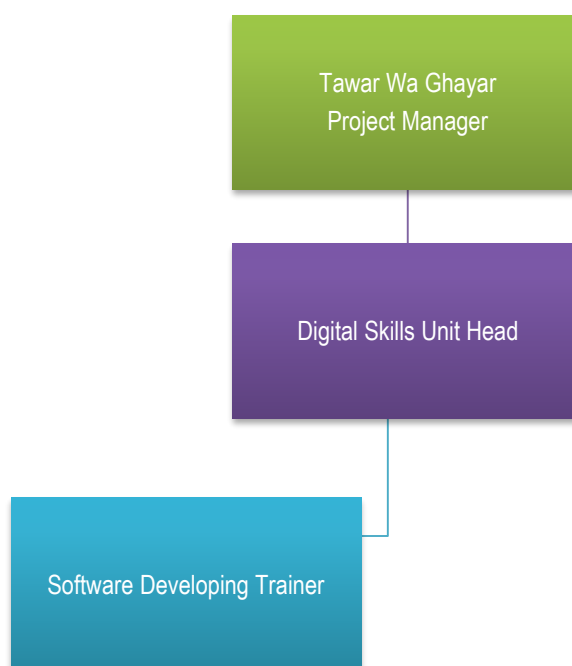 Tawar Wa Ghayar
Project Manager
Digital Skills Unit Head
Software Developing Trainer